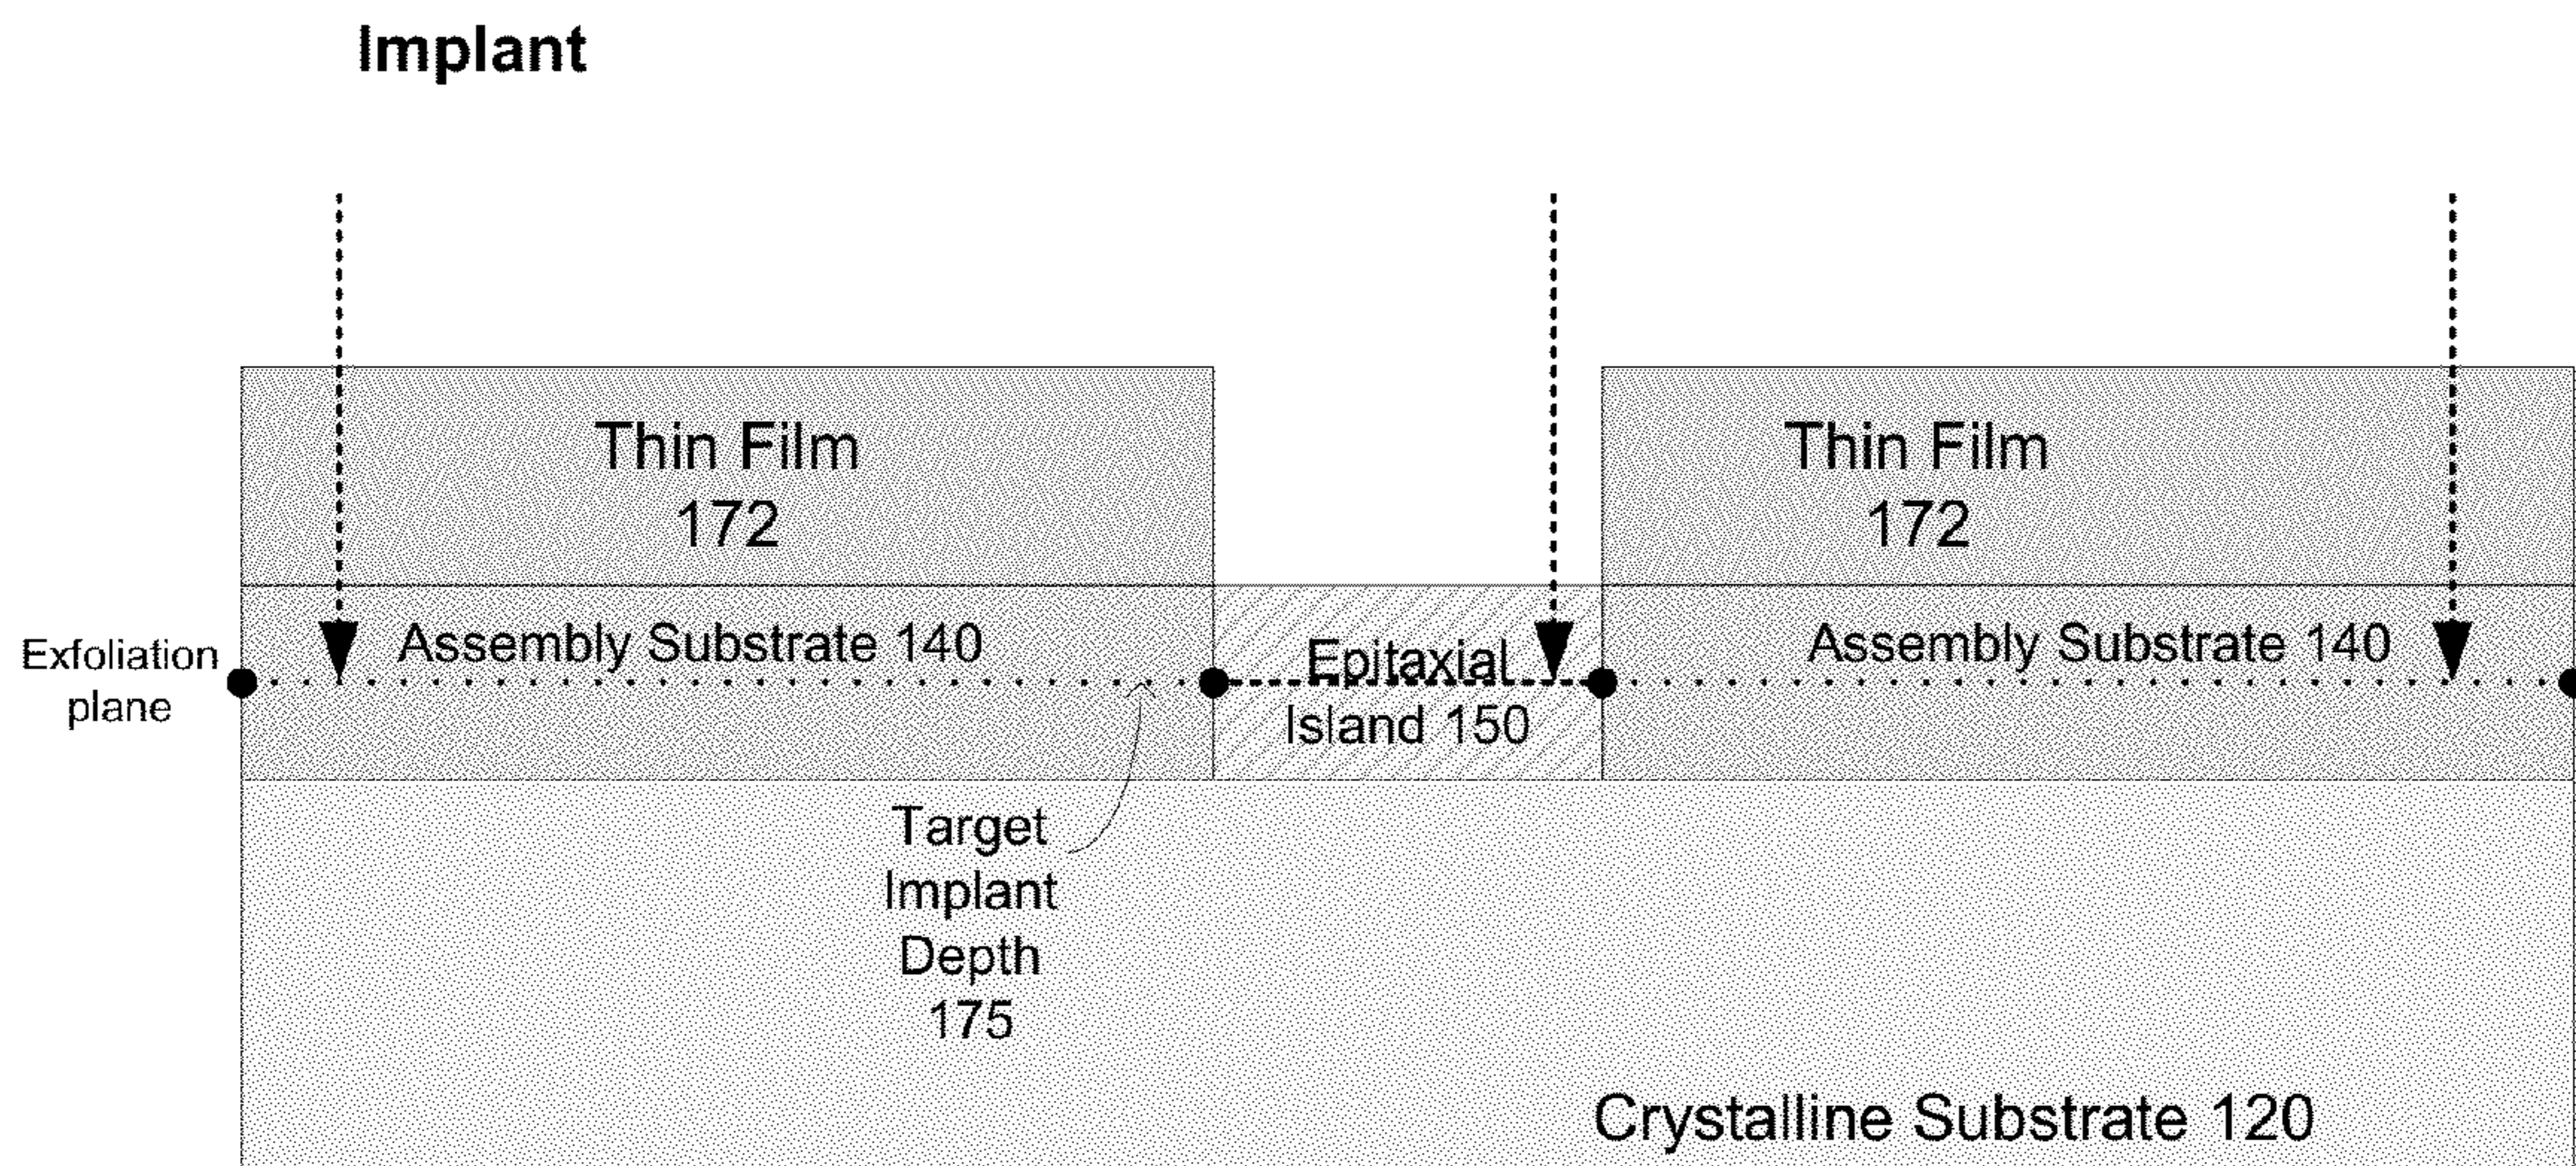 Implant
Thin Film
172
Thin Film
172
Exfoliation
plane
Assembly Substrate 140
Epitaxial
Island 150
Assembly Substrate 140
Target
Implant
Depth
175
Crystalline Substrate 120